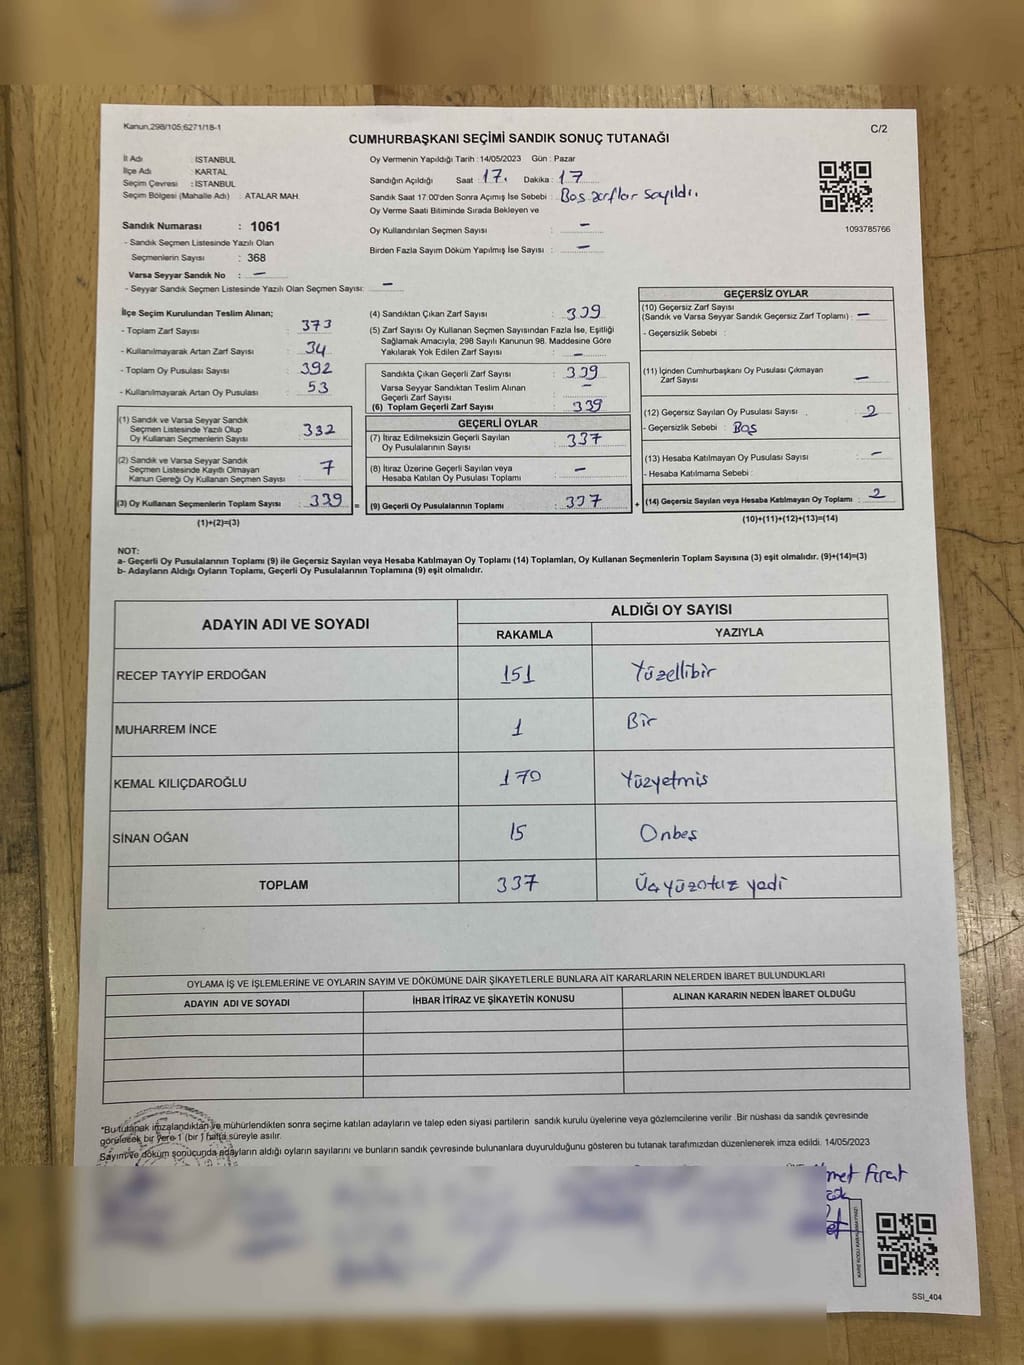 Kanun,298/105;6271/18-1
C/2
CUMHURBAŞKANI SEÇİMİ SANDIK SONUÇ TUTANAĞI
İl Adı : İSTANBUL
İlçe Adı : KARTAL
Seçim Çevresi : İSTANBUL
Seçim Bölgesi (Mahalle Adı) : ATALAR MAH.
Oy Vermenin Yapıldığı Tarih : 14/05/2023 Gün : Pazar
Sandığın Açıldığı Saat : 17. Dakika : 17
Sandık Saat 17:00'den Sonra Açımış İse Sebebi : Boş zarflar sayıldı.
Oy Verme Saati Bitiminde Sırada Bekleyen ve
Oy Kullandırılan Seçmen Sayısı : —
Birden Fazla Sayım Döküm Yapılmış İse Sayısı : —
1093785766
Sandık Numarası : 1061
- Sandık Seçmen Listesinde Yazılı Olan
Seçmenlerin Sayısı : 368
Varsa Seyyar Sandık No : —
- Seyyar Sandık Seçmen Listesinde Yazılı Olan Seçmen Sayısı: —
İlçe Seçim Kurulundan Teslim Alınan;
- Toplam Zarf Sayısı : 373
- Kullanılmayarak Artan Zarf Sayısı : 34
- Toplam Oy Pusulası Sayısı : 392
- Kullanılmayarak Artan Oy Pusulası : 53
(1) Sandık ve Varsa Seyyar Sandık
Seçmen Listesinde Yazılı Olup
Oy Kullanan Seçmenlerin Sayısı : 332
(2) Sandık ve Varsa Seyyar Sandık
Seçmen Listesinde Kayıtlı Olmayan
Kanun Gereği Oy Kullanan Seçmen Sayısı : 7
(3) Oy Kullanan Seçmenlerin Toplam Sayısı : 339 =
(1)+(2)=(3)
(4) Sandıktan Çıkan Zarf Sayısı : 339
(5) Zarf Sayısı Oy Kullanan Seçmen Sayısından Fazla İse, Eşitliği
Sağlamak Amacıyla, 298 Sayılı Kanunun 98. Maddesine Göre
Yakılarak Yok Edilen Zarf Sayısı : —
Sandıkta Çıkan Geçerli Zarf Sayısı : 339
Varsa Seyyar Sandıktan Teslim Alınan
Geçerli Zarf Sayısı : —
(6) Toplam Geçerli Zarf Sayısı : 339
GEÇERLİ OYLAR
(7) İtiraz Edilmeksizin Geçerli Sayılan
Oy Pusulasının Sayısı : 337
(8) İtiraz Üzerine Geçerli Sayılan veya
Hesaba Katılan Oy Pusulası Toplamı : —
(9) Geçerli Oy Pusulalarının Toplamı : 337 +
GEÇERSİZ OYLAR
(10) Geçersiz Zarf Sayısı
(Sandık ve Varsa Seyyar Sandık Geçersiz Zarf Toplamı) : —
- Geçersizlik Sebebi :
(11) İçinden Cumhurbaşkanı Oy Pusulası Çıkmayan
Zarf Sayısı : —
(12) Geçersiz Sayılan Oy Pusulası Sayısı : 2
- Geçersizlik Sebebi : Boş
(13) Hesaba Katılmayan Oy Pusulası Sayısı : —
- Hesaba Katılmama Sebebi :
(14) Geçersiz Sayılan veya Hesaba Katılmayan Oy Toplamı : 2
(10)+(11)+(12)+(13)=(14)
NOT:
a- Geçerli Oy Pusulalarının Toplamı (9) ile Geçersiz Sayılan veya Hesaba Katılmayan Oy Toplamı (14) Toplamları, Oy Kullanan Seçmenlerin Toplam Sayısına (3) eşit olmalıdır. (9)+(14)=(3)
b- Adayların Aldığı Oyların Toplamı, Geçerli Oy Pusulalarının Toplamına (9) eşit olmalıdır.
ADAYIN ADI VE SOYADI
ALDIĞI OY SAYISI
RAKAMLA YAZIYLA
RECEP TAYYİP ERDOĞAN 151 Yüzellibir
MUHARREM İNCE 1 Bir
KEMAL KILIÇDAROĞLU 170 Yüzyetmiş
SİNAN OĞAN 15 Onbeş
TOPLAM 337 Üçyüzotuz yedi
OYLAMA İŞ VE İŞLEMLERİNE VE OYLARIN SAYIM VE DÖKÜMÜNE DAİR ŞİKAYETLERLE BUNLARA AİT KARARLARIN NELERDEN İBARET BULUNDUKLARI
ADAYIN ADI VE SOYADI İHBAR İTİRAZ VE ŞİKAYETİN KONUSU ALINAN KARARIN NEDEN İBARET OLDUĞU
*Bu tutanak imzalandıktan ve mühürlendikten sonra seçime katılan adayların ve talep eden siyasi partilerin sandık kurulu üyelerine veya gözlemcilerine verilir .Bir nüshası da sandık çevresinde
görülecek bir yere 1 (bir ) hafta süreyle asılır.
Sayım ve döküm sonucunda adayların aldığı oyların sayılarını ve bunların sandık çevresinde bulunanlara duyurulduğunu gösteren bu tutanak tarafımızdan düzenlenerek imza edildi. 14/05/2023
met Fırat
SSI_404